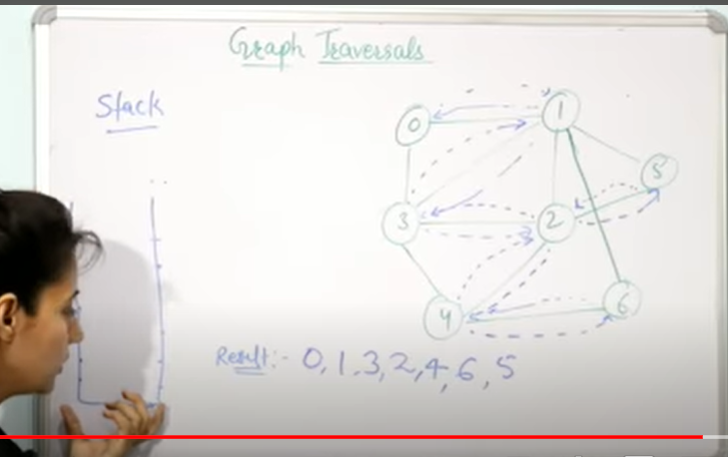 Graph Traversals
Stack
0
1
5
3
2
4
6
Result:- 0, 1, 3, 2, 4, 6, 5